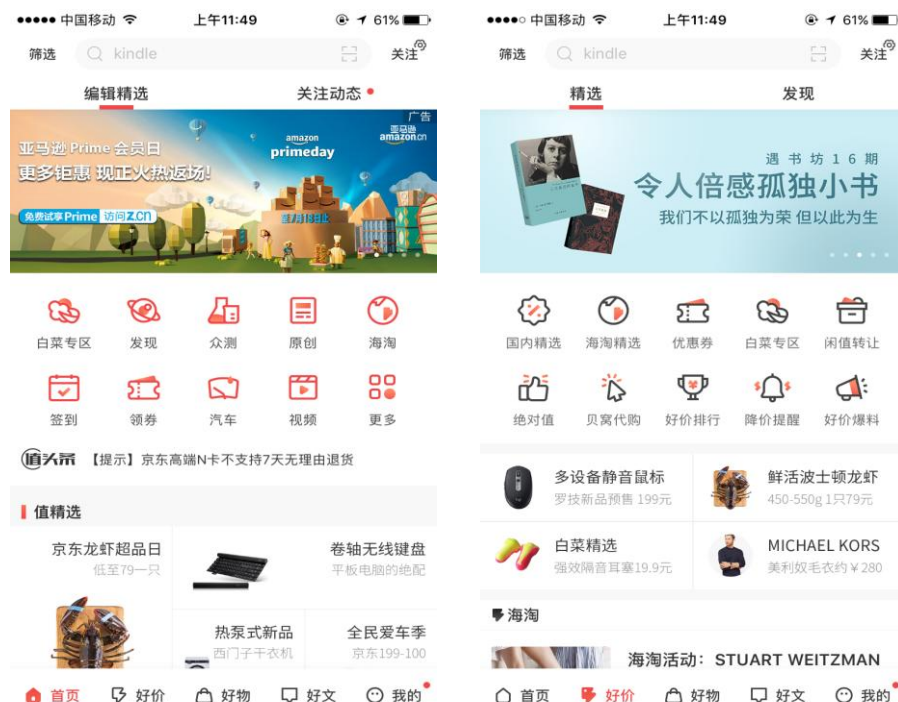 中国移动 上午11:49 61%
筛选 kindle 关注
编辑精选 关注动态
广告
亚马逊 Prime 会员日
更多钜惠 现正火热返场!
免费试享Prime 访问Z.CN
amazon
primeday
亚马逊
amazon.cn
白菜专区 发现 众测 原创 海淘
签到 领券 汽车 视频 更多
值头条 【提示】京东高端N卡不支持7天无理由退货
值精选
京东龙虾超品日
低至79一只
卷轴无线键盘
平板电脑的绝配
热泵式新品
西门子干衣机
全民爱车季
京东199-100
首页 好价 好物 好文 我的
中国移动 上午11:49 61%
筛选 kindle 关注
精选 发现
遇书坊16期
令人倍感孤独小书
我们不以孤独为荣 但以此为生
国内精选 海淘精选 优惠券 白菜专区 闲值转让
绝对值 贝窝代购 好价排行 降价提醒 好价爆料
多设备静音鼠标
罗技新品预售 199元
鲜活波士顿龙虾
450-550g 1只79元
白菜精选
强效隔音耳塞19.9元
MICHAEL KORS
美利奴毛衣约￥280
海淘
海淘活动：STUART WEITZMAN
首页 好价 好物 好文 我的